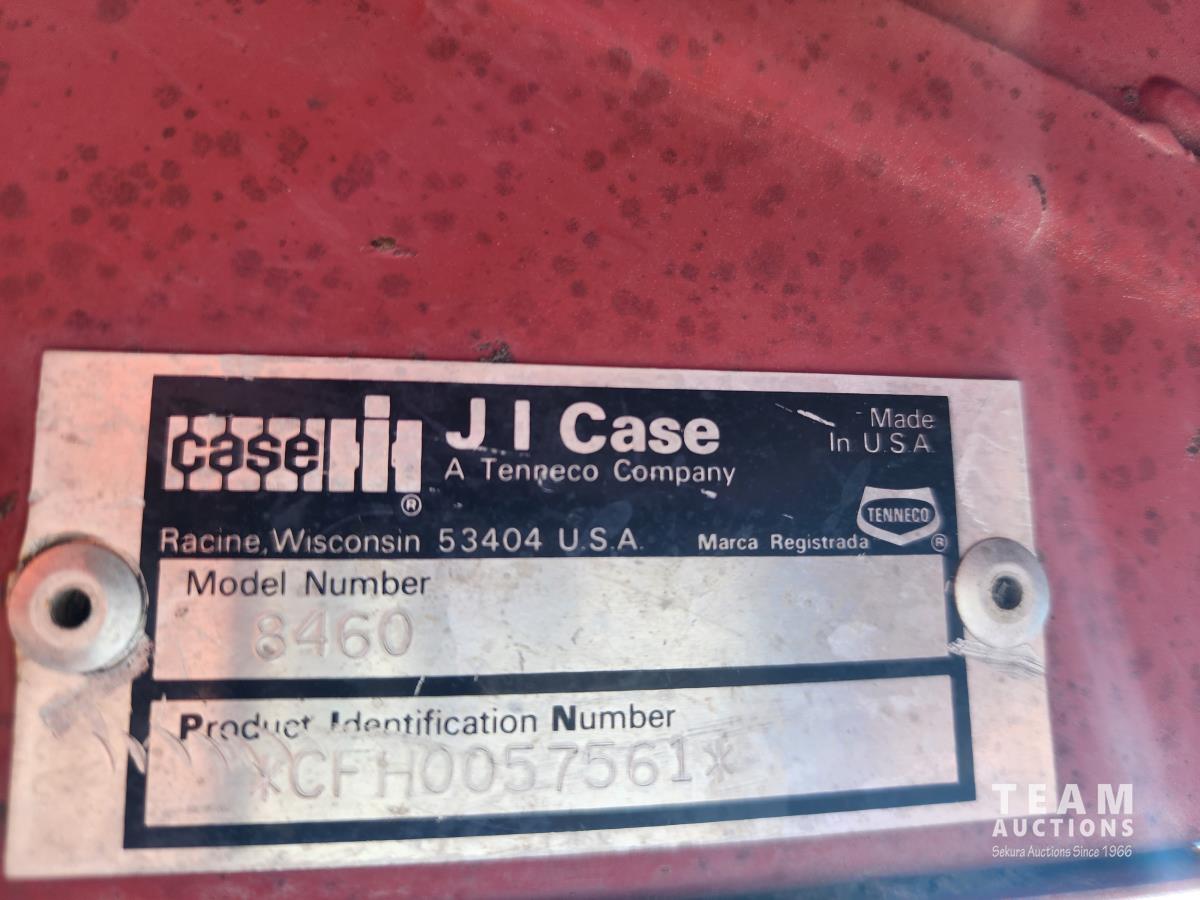 case IH ®
J I Case
A Tenneco Company
Made
In U.S.A.
TENNECO ®
Racine, Wisconsin 53404 U.S.A.
Marca Registrada
Model Number
8460
Product Identification Number
*CFH0057561*
TEAM
AUCTIONS
Sekura Auctions Since 1966